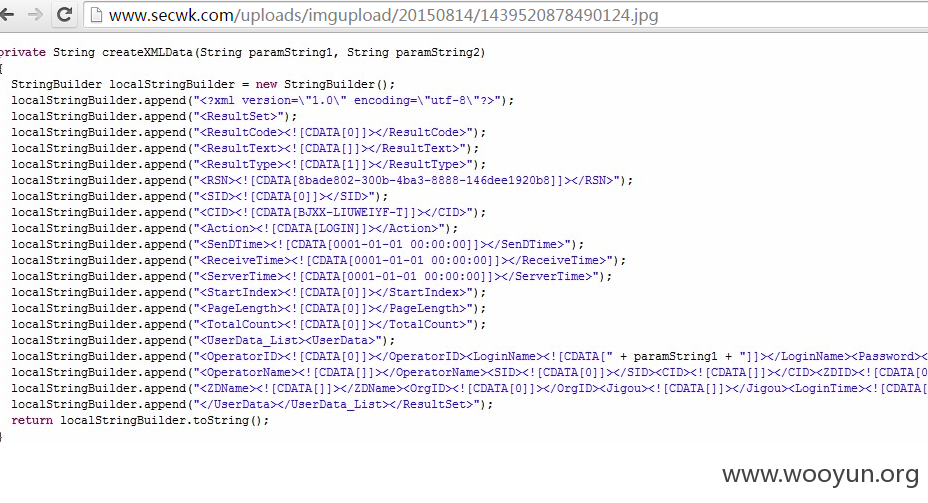 www.secwk.com/uploads/imgupload/20150814/1439520878490124.jpg
private String createXMLData(String paramString1, String paramString2)
{
StringBuilder localStringBuilder = new StringBuilder();
localStringBuilder.append("<?xml version=\"1.0\" encoding=\"utf-8\"?>");
localStringBuilder.append("<ResultSet>");
localStringBuilder.append("<ResultCode><![CDATA[0]]></ResultCode>");
localStringBuilder.append("<ResultText><![CDATA[]]></ResultText>");
localStringBuilder.append("<ResultType><![CDATA[1]]></ResultType>");
localStringBuilder.append("<RSN><![CDATA[8bade802-300b-4ba3-8888-146dee1920b8]]></RSN>");
localStringBuilder.append("<SID><![CDATA[0]]></SID>");
localStringBuilder.append("<CID><![CDATA[BJXX-LIUWEIYF-T]]></CID>");
localStringBuilder.append("<Action><![CDATA[LOGIN]]></Action>");
localStringBuilder.append("<SenDTime><![CDATA[0001-01-01 00:00:00]]></SenDTime>");
localStringBuilder.append("<ReceiveTime><![CDATA[0001-01-01 00:00:00]]></ReceiveTime>");
localStringBuilder.append("<ServerTime><![CDATA[0001-01-01 00:00:00]]></ServerTime>");
localStringBuilder.append("<StartIndex><![CDATA[0]]></StartIndex>");
localStringBuilder.append("<PageLength><![CDATA[0]]></PageLength>");
localStringBuilder.append("<TotalCount><![CDATA[0]]></TotalCount>");
localStringBuilder.append("<UserData_List><UserData>");
localStringBuilder.append("<OperatorID><![CDATA[0]]></OperatorID><LoginName><![CDATA[" + paramString1 + "]]></LoginName><Password><
localStringBuilder.append("<OperatorName><![CDATA[]]></OperatorName><SID><![CDATA[0]]></SID><CID><![CDATA[]]></CID><ZDID><![CDATA[0
localStringBuilder.append("<ZDName><![CDATA[]]></ZDName><OrgID><![CDATA[0]]></OrgID><Jigou><![CDATA[]]></Jigou><LoginTime><![CDATA[
localStringBuilder.append("</UserData></UserData_List></ResultSet>");
return localStringBuilder.toString();
}
www.wooyun.org